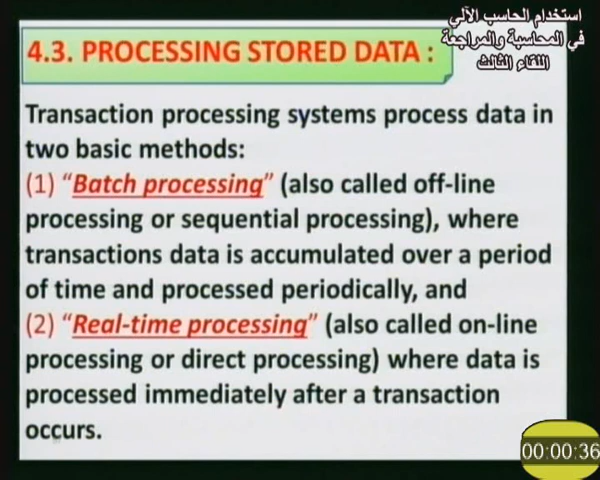 استخدام الحاسب الآلي
في المحاسبة والمراجعة
اللقاء الثالث
4.3. PROCESSING STORED DATA :
Transaction processing systems process data in
two basic methods:
(1) “Batch processing” (also called off-line
processing or sequential processing), where
transactions data is accumulated over a period
of time and processed periodically, and
(2) “Real-time processing” (also called on-line
processing or direct processing) where data is
processed immediately after a transaction
occurs.
00:00:36